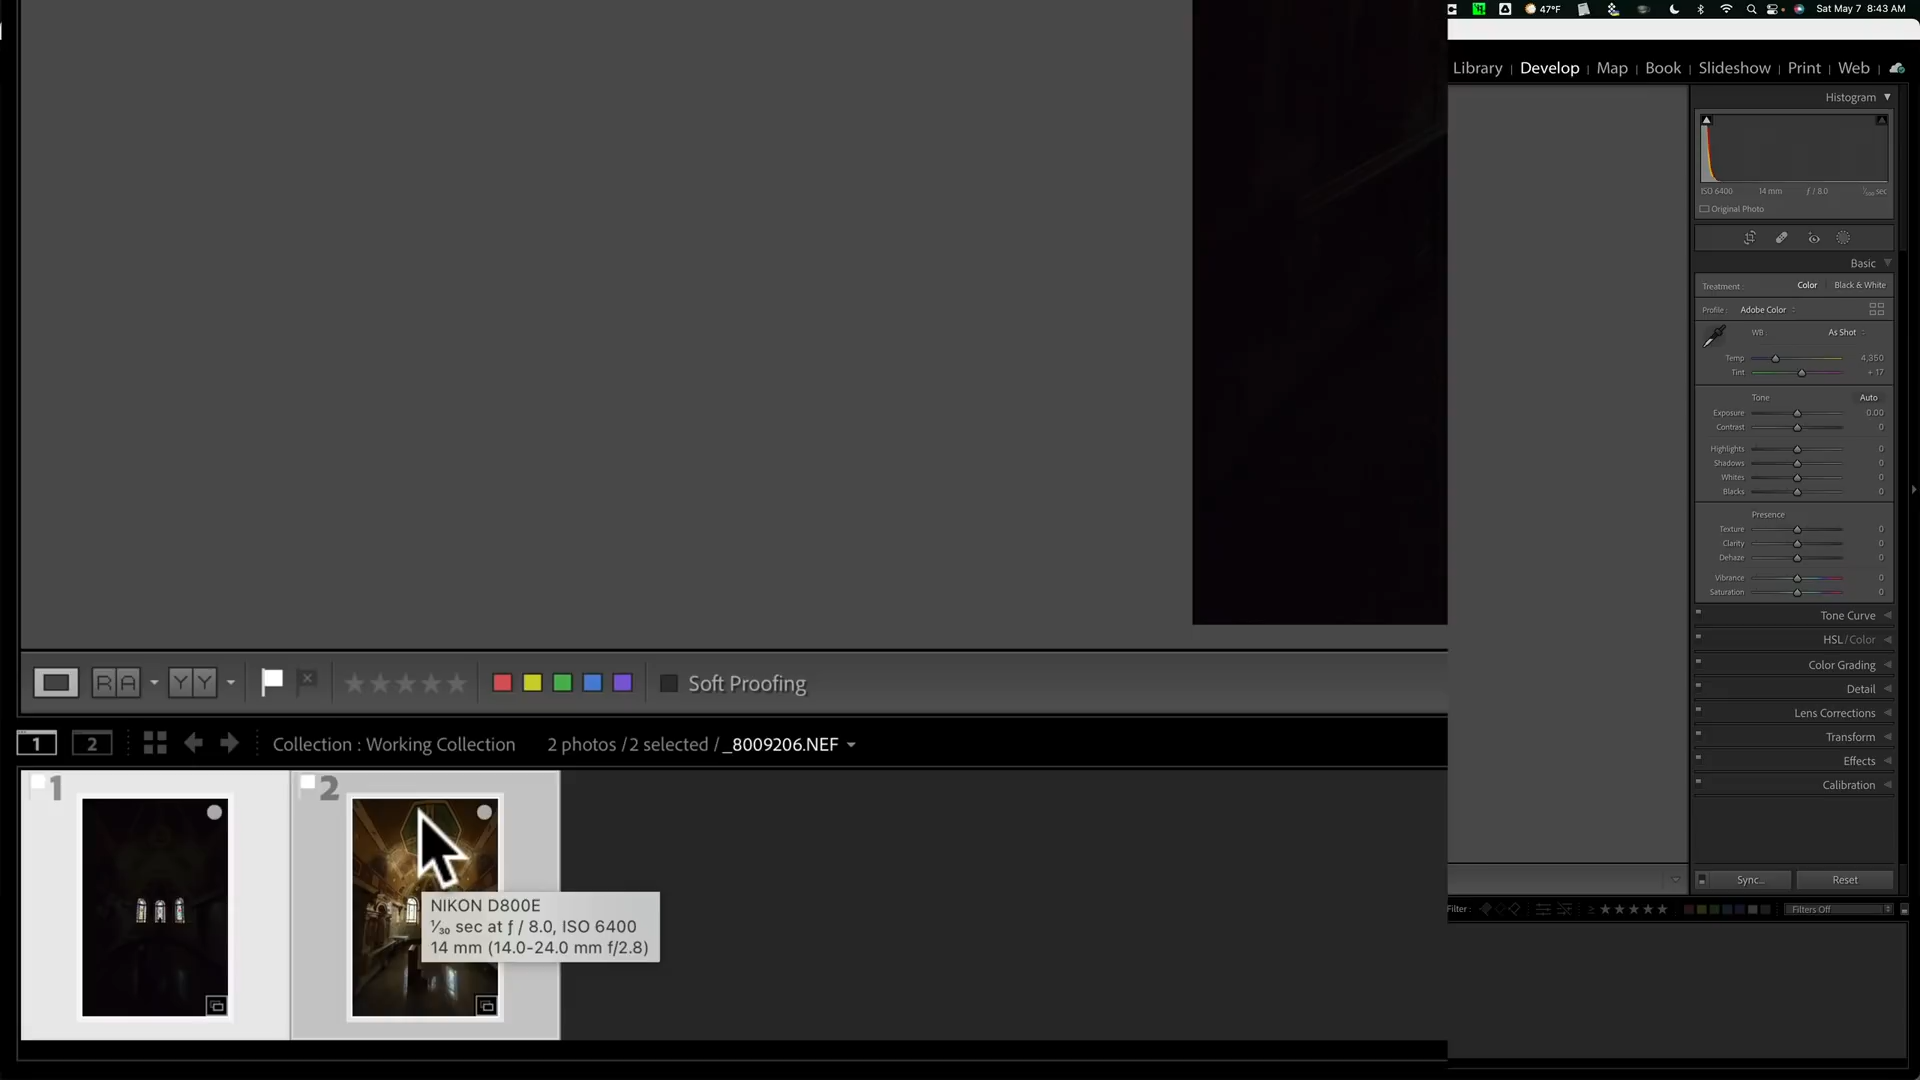 47°F Sat May 7 8:43 AM
Library | Develop | Map | Book | Slideshow | Print | Web
Histogram
ISO 6400 14 mm ƒ / 8.0
Original Photo
Basic
Treatment : Color Black & White
Profile : Adobe Color
WB : As Shot
Temp 4,350
Tint + 17
Tone Auto
Exposure 0.00
Contrast 0
Highlights 0
Shadows 0
Whites 0
Blacks 0
Presence
Texture 0
Clarity 0
Dehaze 0
Vibrance 0
Saturation 0
Tone Curve
HSL / Color
Color Grading
Detail
Lens Corrections
Transform
Effects
Calibration
Sync... Reset
R A Y Y Soft Proofing
1 2 Collection : Working Collection 2 photos / 2 selected / _8009206.NEF
Filter : Filters Off
1 2
NIKON D800E
1/30 sec at ƒ / 8.0, ISO 6400
14 mm (14.0-24.0 mm f/2.8)